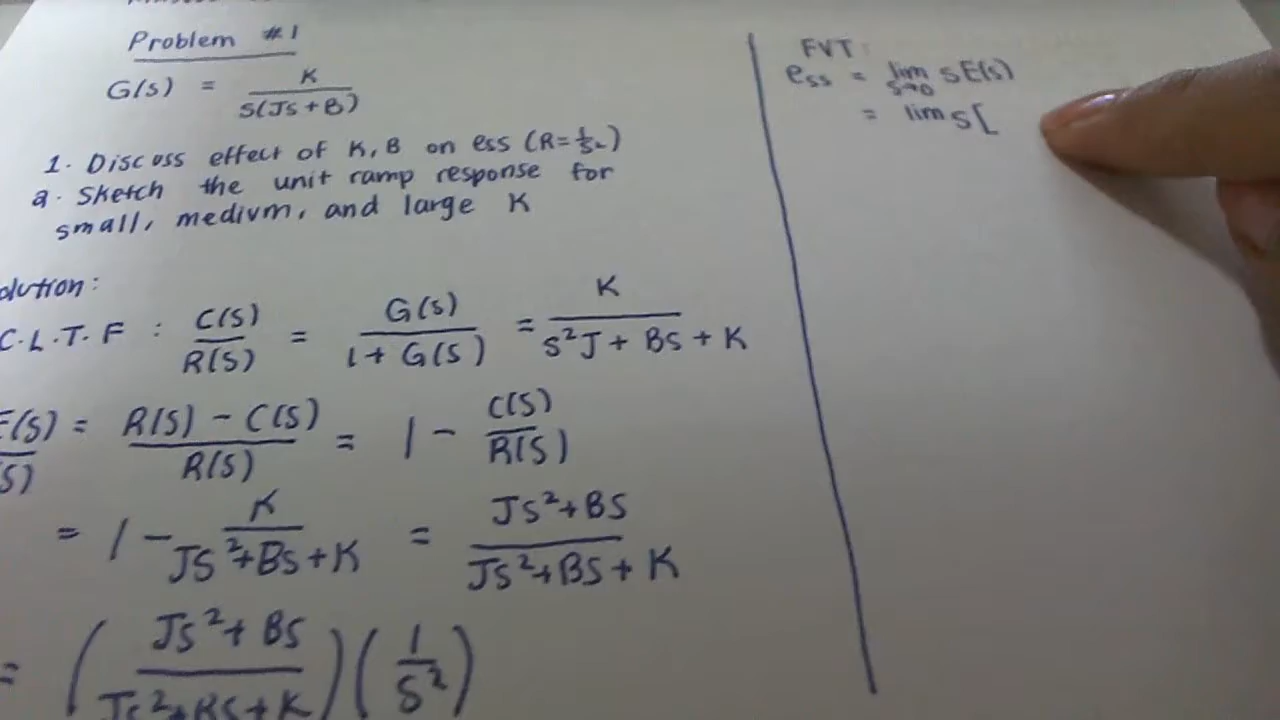 Problem #1
G(s) = K / S(JS + B)
1. Discuss effect of K, B on ess (R = 1/s²)
2. Sketch the unit ramp response for
small, medium, and large K
olution:
C.L.T.F : C(S)/R(S) = G(s)/1 + G(S) = K / S²J + BS + K
E(S)/(S) = R(S) - C(S) / R(S) = 1 - C(S)/R(S)
= 1 - K / JS² + BS + K = JS² + BS / JS² + BS + K
= (JS² + BS / JS² + BS + K)(1/S²)
FVT:
ess = lim s→0 SE(s)
= lim S[